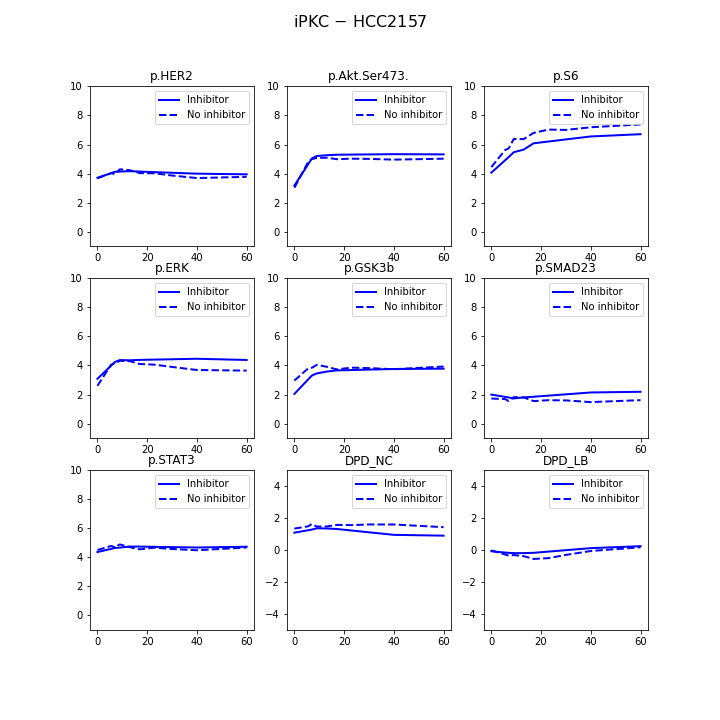 iPKC − HCC2157
p.HER2
p.Akt.Ser473.
p.S6
10
8
6
4
2
0
Inhibitor
No inhibitor
0 20 40 60
10
8
6
4
2
0
Inhibitor
No inhibitor
0 20 40 60
10
8
6
4
2
0
Inhibitor
No inhibitor
0 20 40 60
p.ERK
p.GSK3b
p.SMAD23
10
8
6
4
2
0
Inhibitor
No inhibitor
0 20 40 60
10
8
6
4
2
0
Inhibitor
No inhibitor
0 20 40 60
10
8
6
4
2
0
Inhibitor
No inhibitor
0 20 40 60
p.STAT3
DPD_NC
DPD_LB
10
8
6
4
2
0
Inhibitor
No inhibitor
0 20 40 60
4
2
0
−2
−4
Inhibitor
No inhibitor
0 20 40 60
4
2
0
−2
−4
Inhibitor
No inhibitor
0 20 40 60